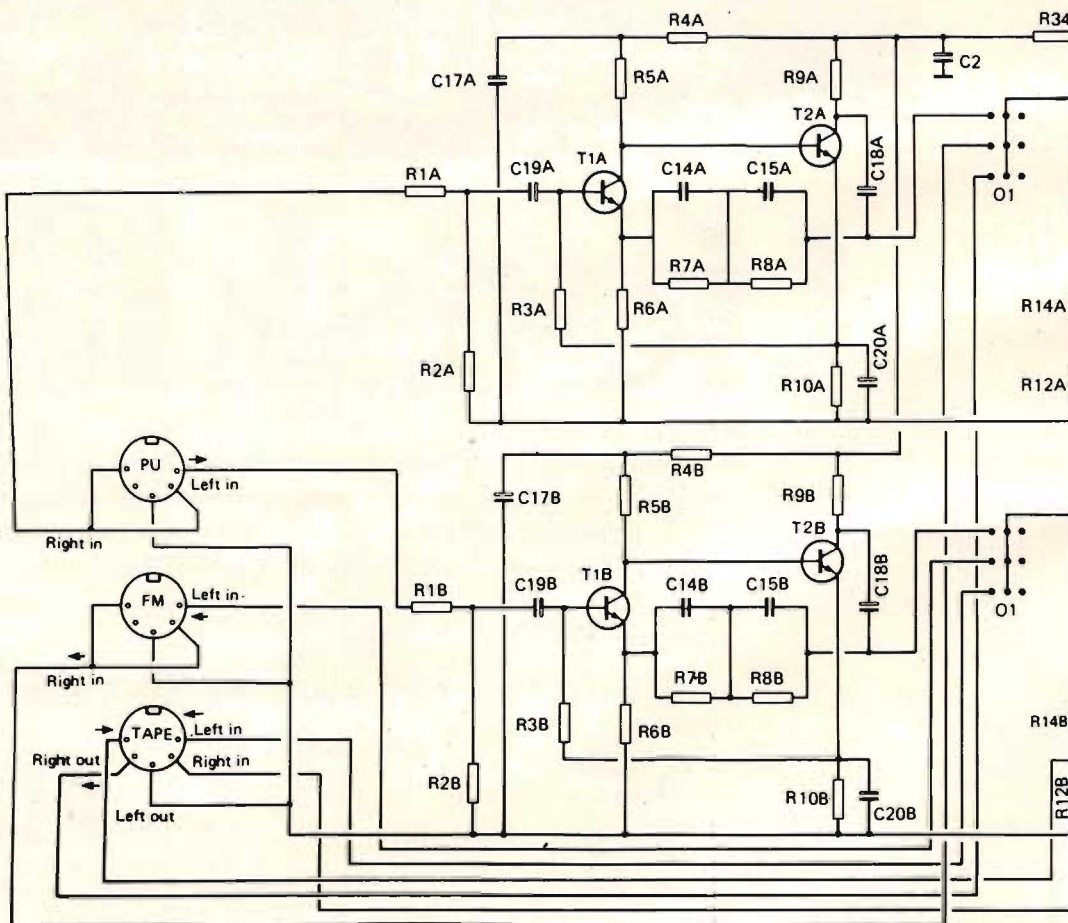 R4A
R34
C17A
R5A
R9A
C2
T2A
R1A
C19A
T1A
C14A
C15A
C18A
O1
R7A
R8A
R3A
R6A
R14A
R2A
R10A
C20A
R12A
PU
Left in
Right in
C17B
R4B
R5B
R9B
T2B
FM
Left in
Right in
R1B
C19B
T1B
C14B
C15B
C18B
O1
R7B
R8B
R3B
R6B
R14B
TAPE
Left in
Right out
Right in
Left out
R2B
R10B
C20B
R12B